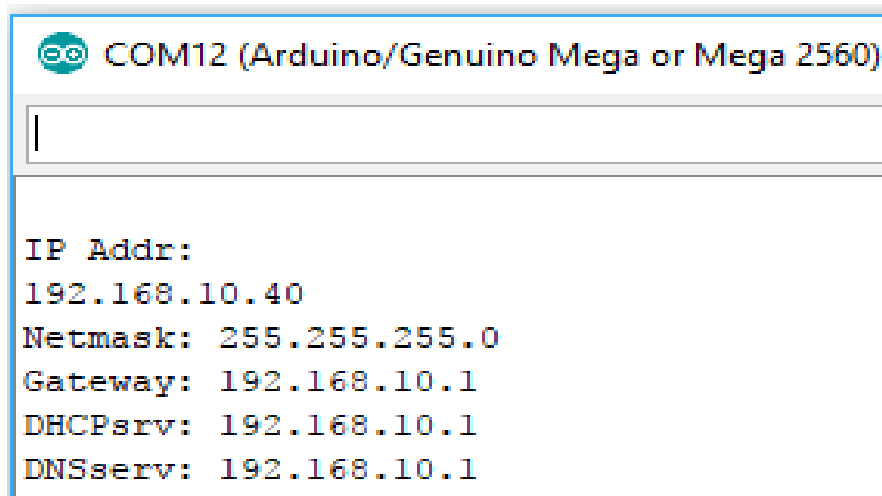 COM12 (Arduino/Genuino Mega or Mega 2560)
IP Addr:
192.168.10.40
Netmask: 255.255.255.0
Gateway: 192.168.10.1
DHCPsrv: 192.168.10.1
DNSserv: 192.168.10.1